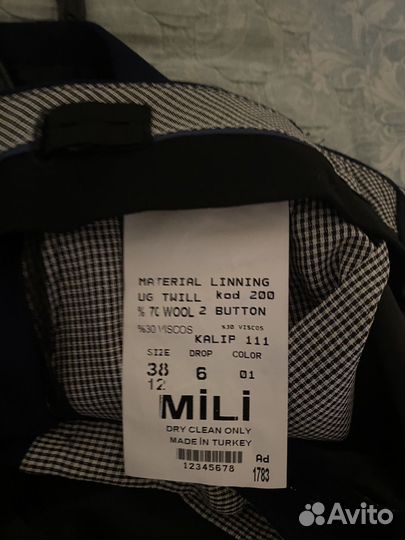 MATERIAL LINNING
UG TWILL kod 200
% 70 WOOL 2 BUTTON
%30 VISCOS %30 VISCOS
KALIP 111
SIZE DROP COLOR
38 6 01
12
MiLi
DRY CLEAN ONLY
MADE İN TURKEY
12345678
Ad
1783
Avito